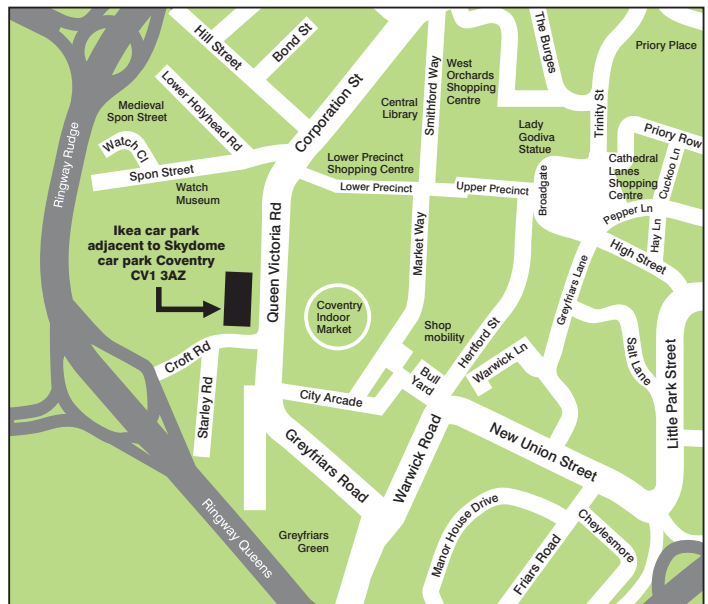 Hill Street
Bond St
The Burges
Priory Place
West
Orchards
Shopping
Centre
Smithford Way
Corporation St
Central
Library
Medieval
Spon Street
Lower Holyhead Rd
Trinity St
Lady
Godiva
Statue
Priory Row
Ringway Rudge
Watch Cl
Spon Street
Watch
Museum
Lower Precinct
Shopping Centre
Lower Precinct
Upper Precinct
Broadgate
Cathedral
Lanes
Shopping
Centre
Cuckoo Ln
Pepper Ln
Hay Ln
High Street
Ikea car park
adjacent to Skydome
car park Coventry
CV1 3AZ
Queen Victoria Rd
Market Way
Greyfriars Lane
Coventry
Indoor
Market
Shop
mobility
Hertford St
Warwick Ln
Salt Lane
Little Park Street
Croft Rd
Starley Rd
City Arcade
Bull
Yard
Greyfriars Road
Warwick Road
New Union Street
Ringway Queens
Greyfriars
Green
Manor House Drive
Friars Road
Cheylesmore